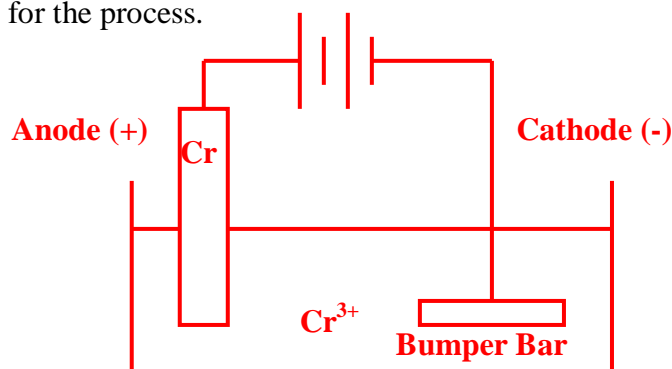 for the process.
Anode (+)
Cathode (-)
Cr
Cr³⁺
Bumper Bar